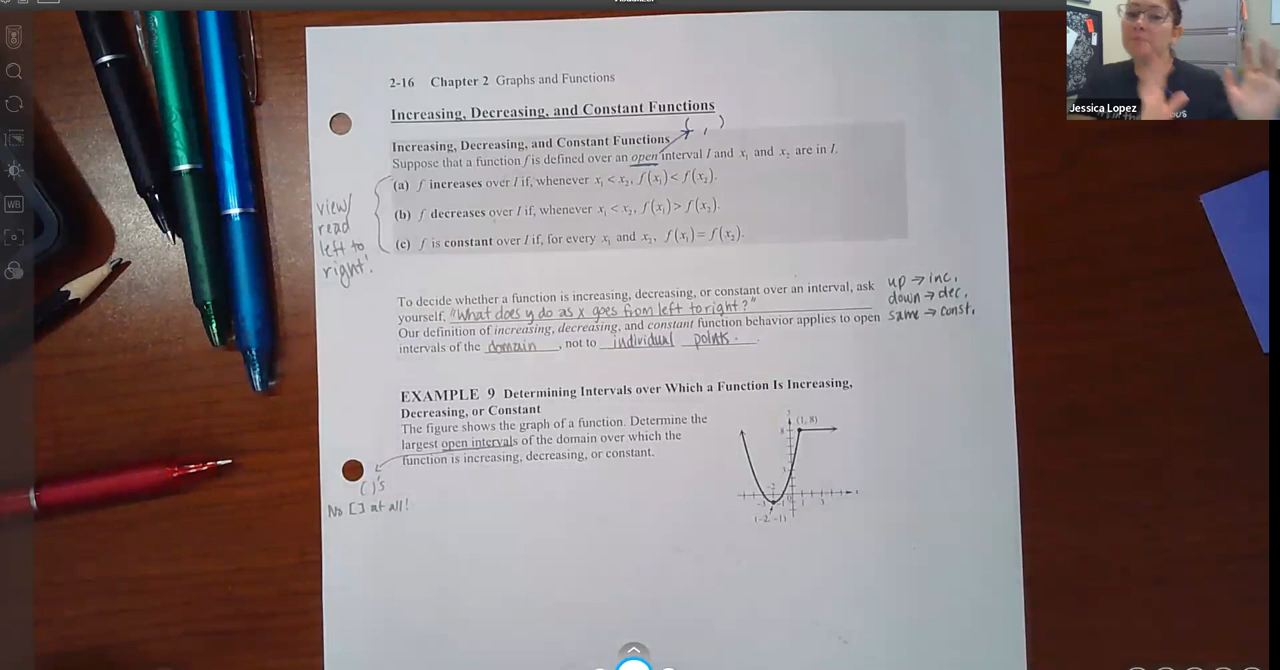 Jessica Lopez
WB
2-16 Chapter 2 Graphs and Functions
Increasing, Decreasing, and Constant Functions
( , )
Increasing, Decreasing, and Constant Functions
Suppose that a function f is defined over an open interval I and x₁ and x₂ are in I.
(a) f increases over I if, whenever x₁ < x₂, f(x₁) < f(x₂).
(b) f decreases over I if, whenever x₁ < x₂, f(x₁) > f(x₂).
(c) f is constant over I if, for every x₁ and x₂, f(x₁) = f(x₂).
view/
read
left to
right!
To decide whether a function is increasing, decreasing, or constant over an interval, ask
yourself, "What does y do as x goes from left to right?"
Our definition of increasing, decreasing, and constant function behavior applies to open
intervals of the domain, not to individual points.
up → inc.
down → dec.
same → const.
EXAMPLE 9 Determining Intervals over Which a Function Is Increasing,
Decreasing, or Constant
The figure shows the graph of a function. Determine the
largest open intervals of the domain over which the
function is increasing, decreasing, or constant.
( )'s
No [ ] at all!
y
(1, 8)
8
-2
x
(-2, -1)